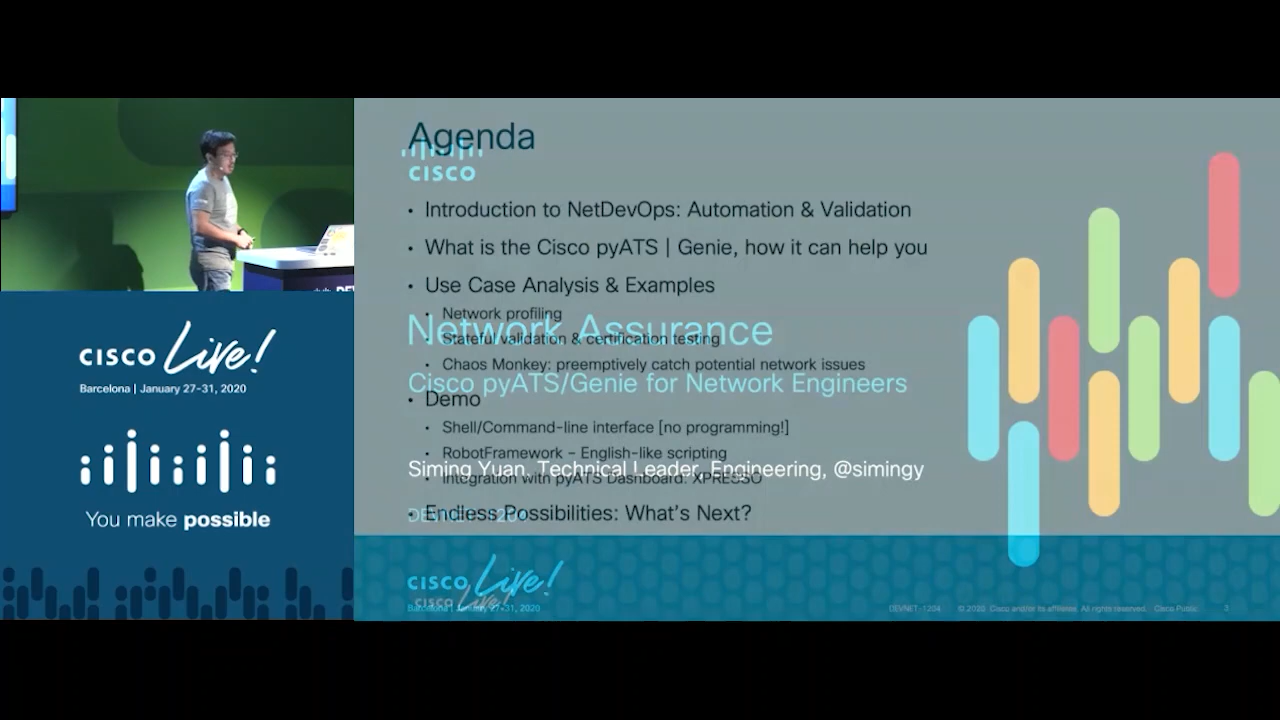 Agenda
CISCO
• Introduction to NetDevOps: Automation & Validation
• What is the Cisco pyATS | Genie, how it can help you
• Use Case Analysis & Examples
• Network profiling
Network Assurance
• Stateful validation & certification testing
• Chaos Monkey: preemptively catch potential network issues
Cisco pyATS/Genie for Network Engineers
• Demo
• Shell/Command-line interface [no programming!]
• RobotFramework – English-like scripting
Siming Yuan, Technical Leader, Engineering, @simingy
• Integration with pyATS Dashboard: XPRESSO
DEVNET-1204
• Endless Possibilities: What's Next?
CISCO Live!
Barcelona | January 27-31, 2020
You make possible
CISCO Live!
CISCO Live!
Barcelona | January 27-31, 2020
DEVNET-1204 © 2020 Cisco and/or its affiliates. All rights reserved. Cisco Public 3